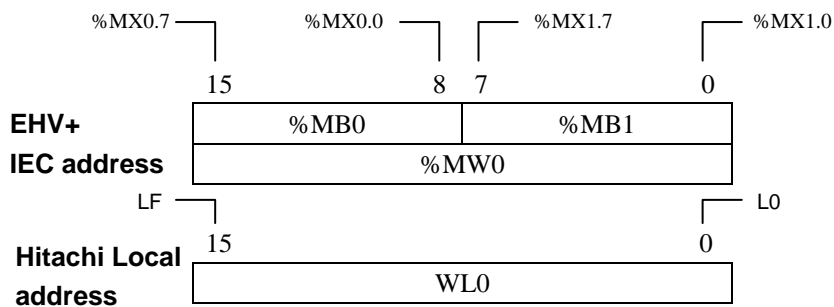 %MX0.7 %MX0.0 %MX1.7 %MX1.0
15 8 7 0
EHV+ %MB0 %MB1
IEC address %MW0
LF L0
15 0
Hitachi Local
address WL0